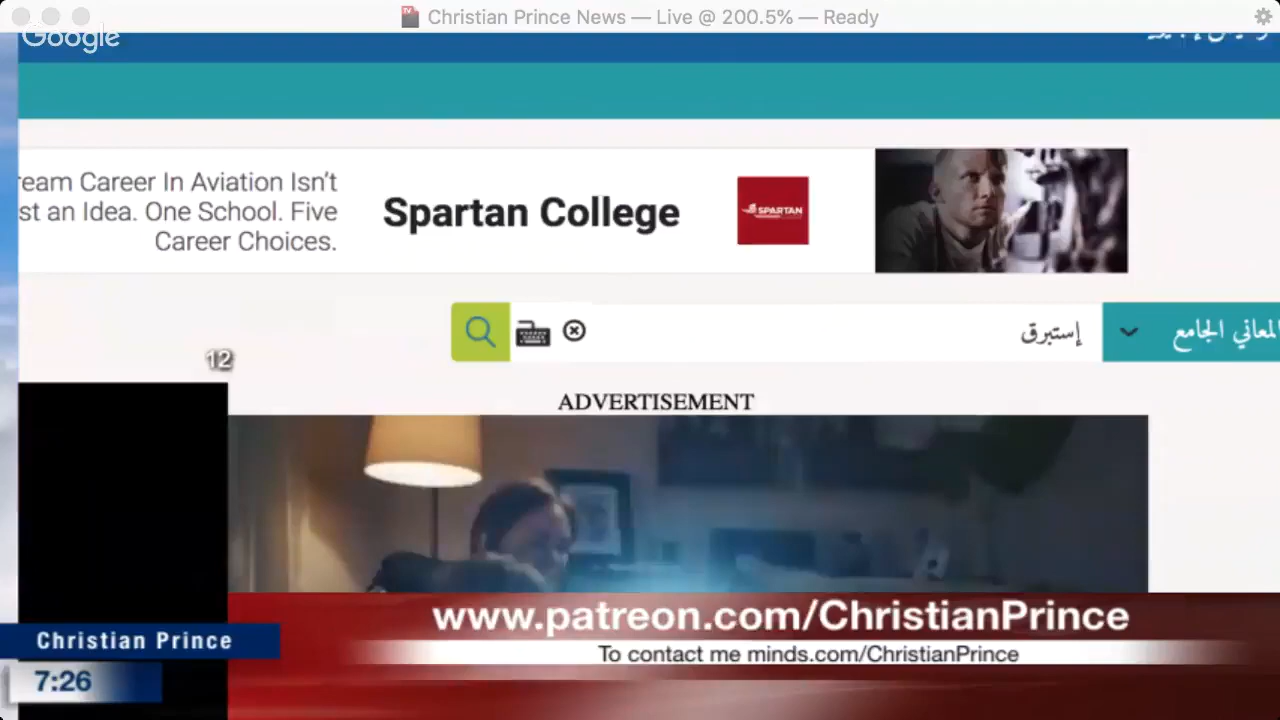 Christian Prince News — Live @ 200.5% — Ready
Google
ream Career In Aviation Isn't
st an Idea. One School. Five
Career Choices.
Spartan College
SPARTAN
إستبرق
لمعاني الجامع
12
ADVERTISEMENT
www.patreon.com/ChristianPrince
To contact me minds.com/ChristianPrince
Christian Prince
7:26